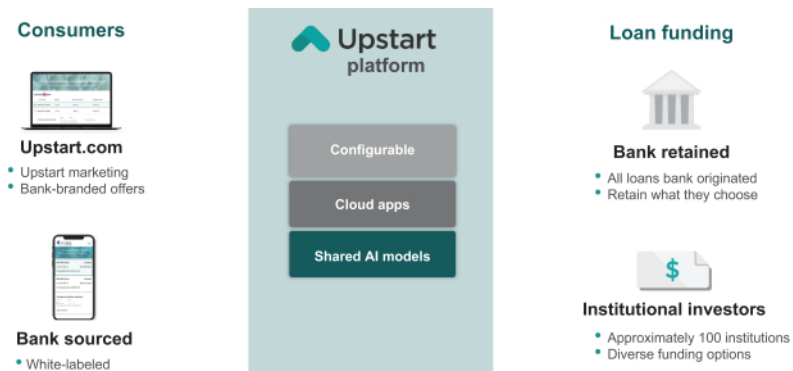 Consumers
Upstart.com
• Upstart marketing
• Bank-branded offers
Bank sourced
• White-labeled
Upstart
platform
Configurable
Cloud apps
Shared AI models
Loan funding
Bank retained
• All loans bank originated
• Retain what they choose
$
Institutional investors
• Approximately 100 institutions
• Diverse funding options